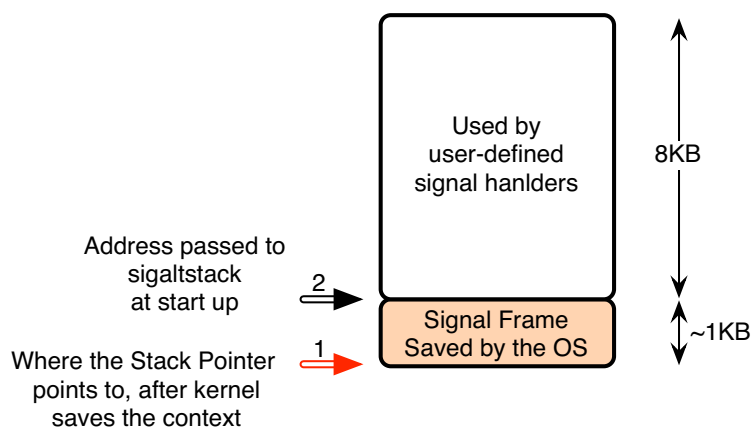 Used by
user-defined
signal hanlders
8KB
Address passed to
sigaltstack
at start up
2
Signal Frame
Saved by the OS
~1KB
Where the Stack Pointer
points to, after kernel
saves the context
1